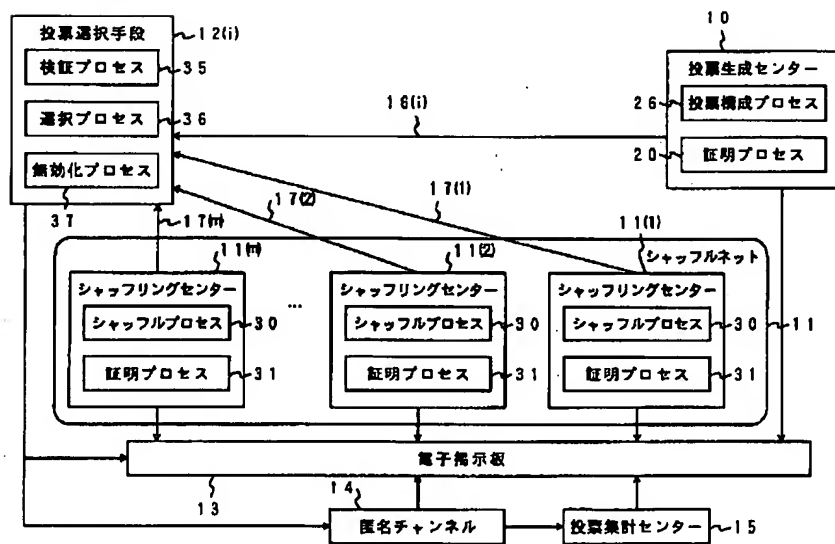 投票選択手段
12(i)
検証プロセス
35
選択プロセス
36
無効化プロセス
37
10
投票生成センター
26
投票構成プロセス
20
証明プロセス
16(i)
17(1)
17(2)
17(m)
11(m)
11(2)
11(1)
シャッフルネット
シャッフリングセンター
シャッフルプロセス
30
証明プロセス
31
...
シャッフリングセンター
シャッフルプロセス
30
証明プロセス
31
シャッフリングセンター
シャッフルプロセス
30
証明プロセス
31
11
電子掲示板
13
14
匿名チャンネル
投票集計センター
15